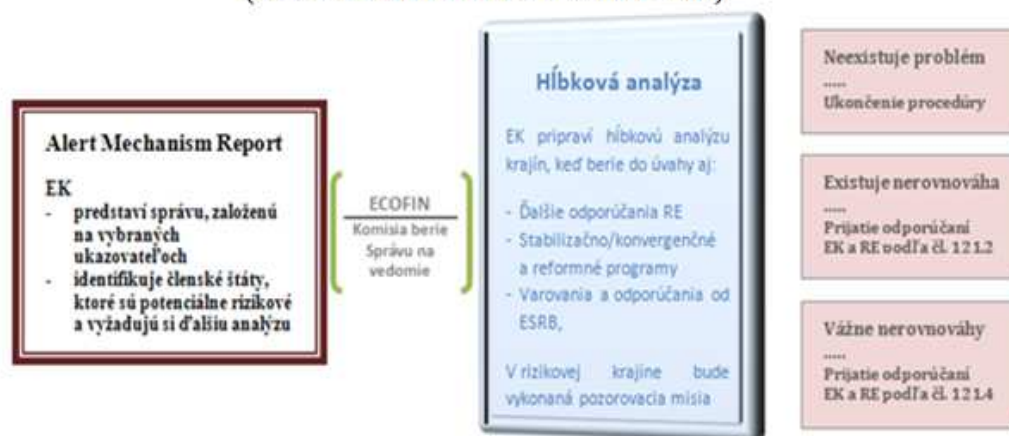 Alert Mechanism Report
EK
- predstaví správu, založenú
na vybraných
ukazovateľoch
- identifikuje členské štáty,
ktoré sú potenciálne rizikové
a vyžadujú si ďalšiu analýzu
ECOFIN
Komisia berie
Správu na
vedomie
Hĺbková analýza
EK pripraví hĺbkovú analýzu
krajín, keď berie do úvahy aj:
- Ďalšie odporúčania RE
- Stabilizačno/konvergenčné
a reformné programy
- Varovania a odporúčania od
ESRB,
V rizikovej krajine bude
vykonaná pozorovacia misia
Neexistuje problém
.....
Ukončenie procedúry
Existuje nerovnováha
.....
Prijatie odporúčaní
EK a RE podľa čl. 121.2
Vážne nerovnováhy
.....
Prijatie odporúčaní
EK a RE podľa čl. 121.4